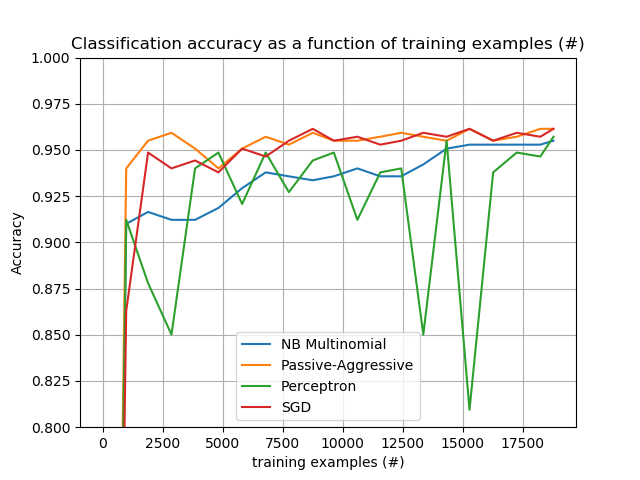 Classification accuracy as a function of training examples (#)
1.000
0.975
0.950
0.925
0.900
0.875
0.850
0.825
0.800
Accuracy
NB Multinomial
Passive-Aggressive
Perceptron
SGD
0 2500 5000 7500 10000 12500 15000 17500
training examples (#)